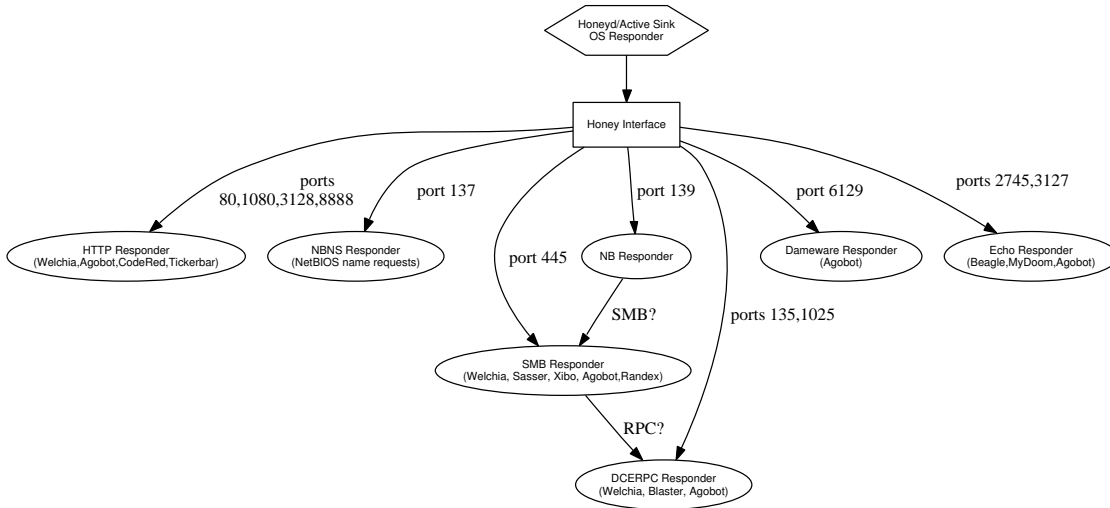 Honeyd/Active Sink
OS Responder
Honey Interface
ports
80,1080,3128,8888
port 137
port 445
port 139
port 6129
ports 2745,3127
HTTP Responder
(Welchia,Agobot,CodeRed,Tickerbar)
NBNS Responder
(NetBIOS name requests)
NB Responder
Dameware Responder
(Agobot)
Echo Responder
(Beagle,MyDoom,Agobot)
SMB?
ports 135,1025
SMB Responder
(Welchia, Sasser, Xibo, Agobot,Randex)
RPC?
DCERPC Responder
(Welchia, Blaster, Agobot)